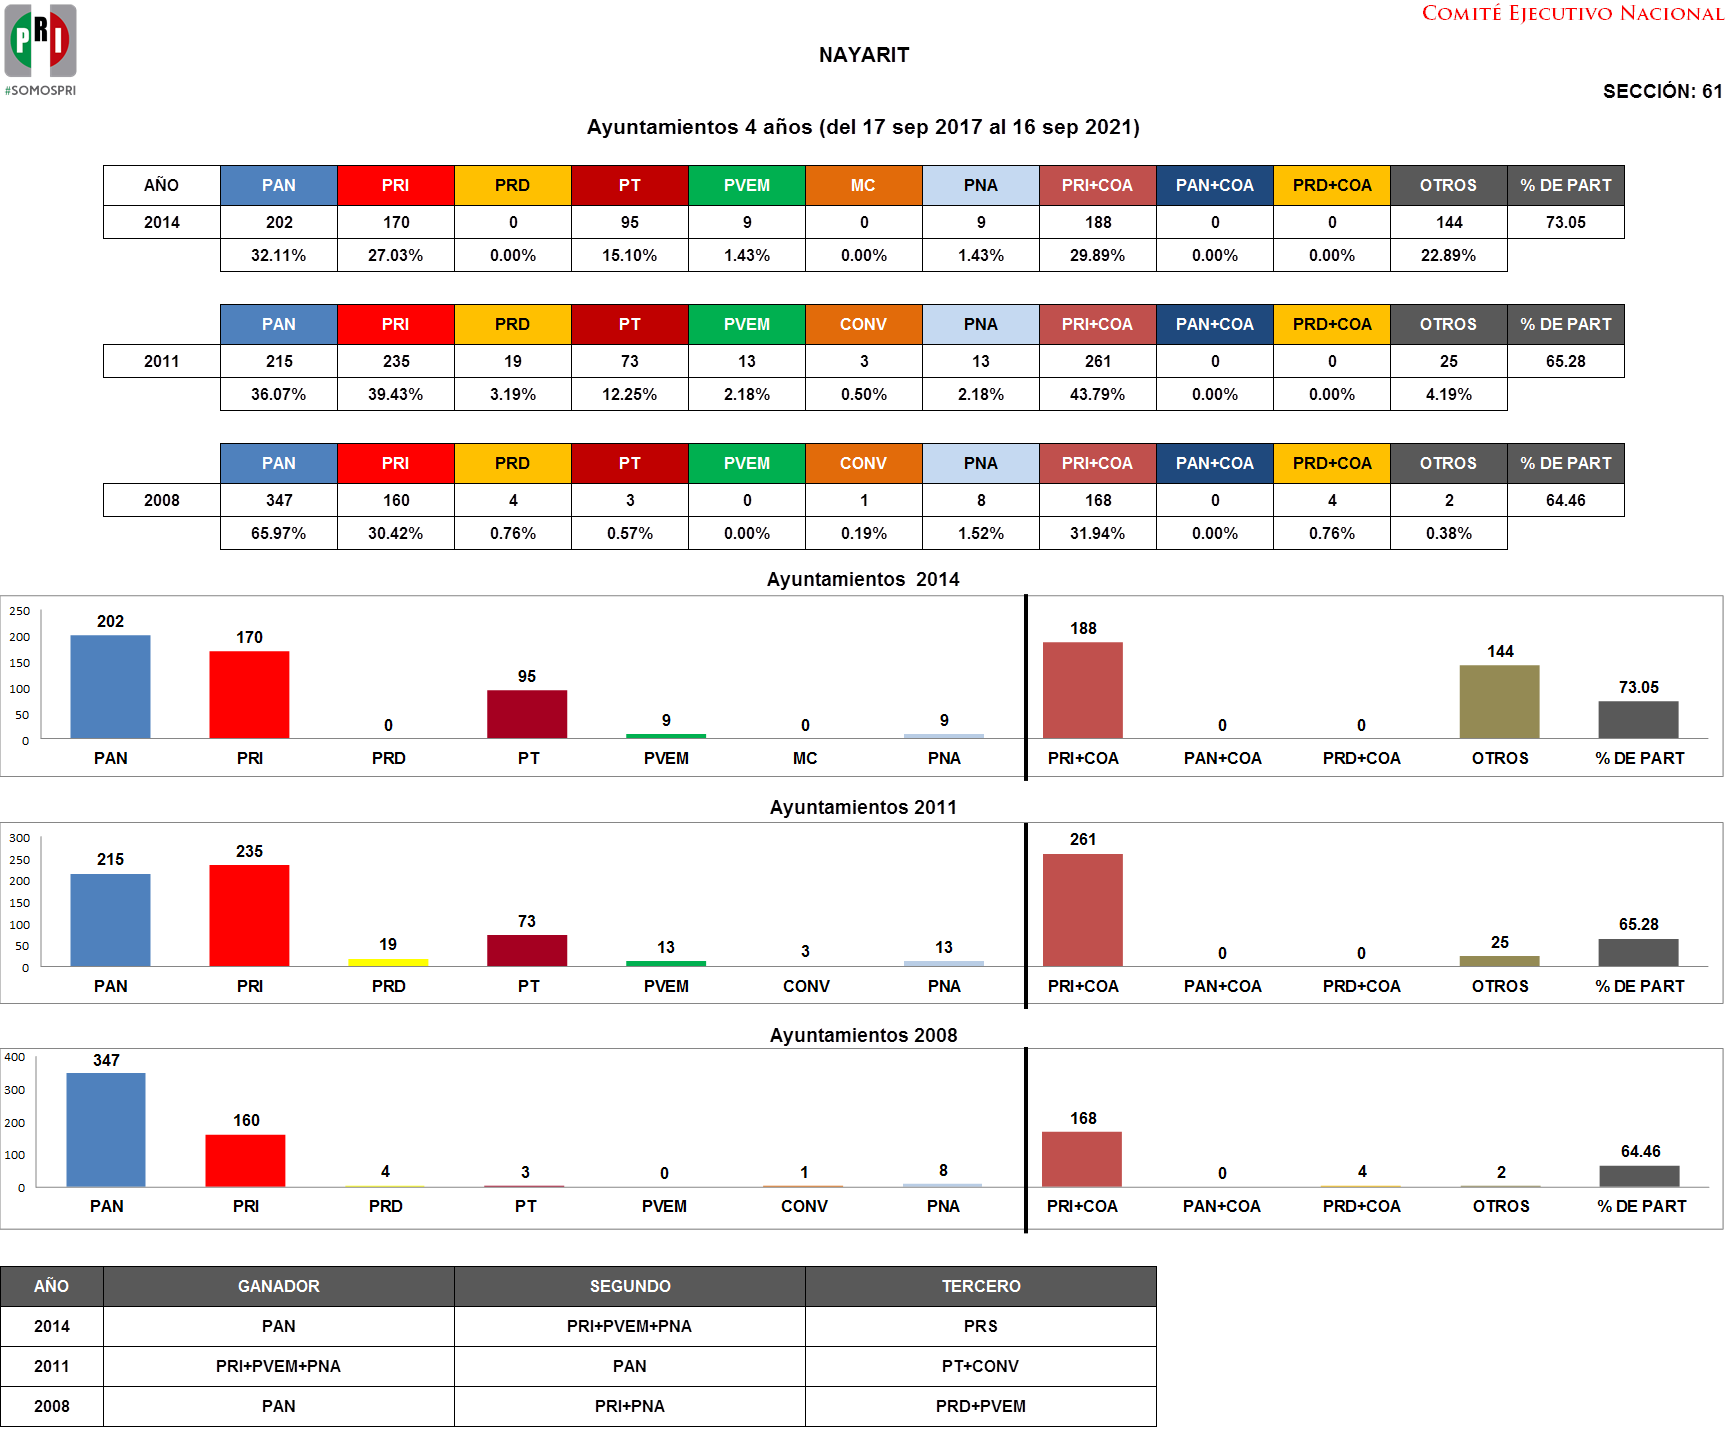 PRI
#SOMOSPRI
COMITÉ EJECUTIVO NACIONAL
NAYARIT
SECCIÓN: 61
Ayuntamientos 4 años (del 17 sep 2017 al 16 sep 2021)
AÑO PAN PRI PRD PT PVEM MC PNA PRI+COA PAN+COA PRD+COA OTROS % DE PART
2014 202 170 0 95 9 0 9 188 0 0 144 73.05
32.11% 27.03% 0.00% 15.10% 1.43% 0.00% 1.43% 29.89% 0.00% 0.00% 22.89%
PAN PRI PRD PT PVEM CONV PNA PRI+COA PAN+COA PRD+COA OTROS % DE PART
2011 215 235 19 73 13 3 13 261 0 0 25 65.28
36.07% 39.43% 3.19% 12.25% 2.18% 0.50% 2.18% 43.79% 0.00% 0.00% 4.19%
PAN PRI PRD PT PVEM CONV PNA PRI+COA PAN+COA PRD+COA OTROS % DE PART
2008 347 160 4 3 0 1 8 168 0 4 2 64.46
65.97% 30.42% 0.76% 0.57% 0.00% 0.19% 1.52% 31.94% 0.00% 0.76% 0.38%
Ayuntamientos 2014
250
200
150
100
50
0
202 170 0 95 9 0 9 188 0 0 144 73.05
PAN PRI PRD PT PVEM MC PNA PRI+COA PAN+COA PRD+COA OTROS % DE PART
Ayuntamientos 2011
300
250
200
150
100
50
0
215 235 19 73 13 3 13 261 0 0 25 65.28
PAN PRI PRD PT PVEM CONV PNA PRI+COA PAN+COA PRD+COA OTROS % DE PART
Ayuntamientos 2008
400
300
200
100
0
347 160 4 3 0 1 8 168 0 4 2 64.46
PAN PRI PRD PT PVEM CONV PNA PRI+COA PAN+COA PRD+COA OTROS % DE PART
AÑO GANADOR SEGUNDO TERCERO
2014 PAN PRI+PVEM+PNA PRS
2011 PRI+PVEM+PNA PAN PT+CONV
2008 PAN PRI+PNA PRD+PVEM